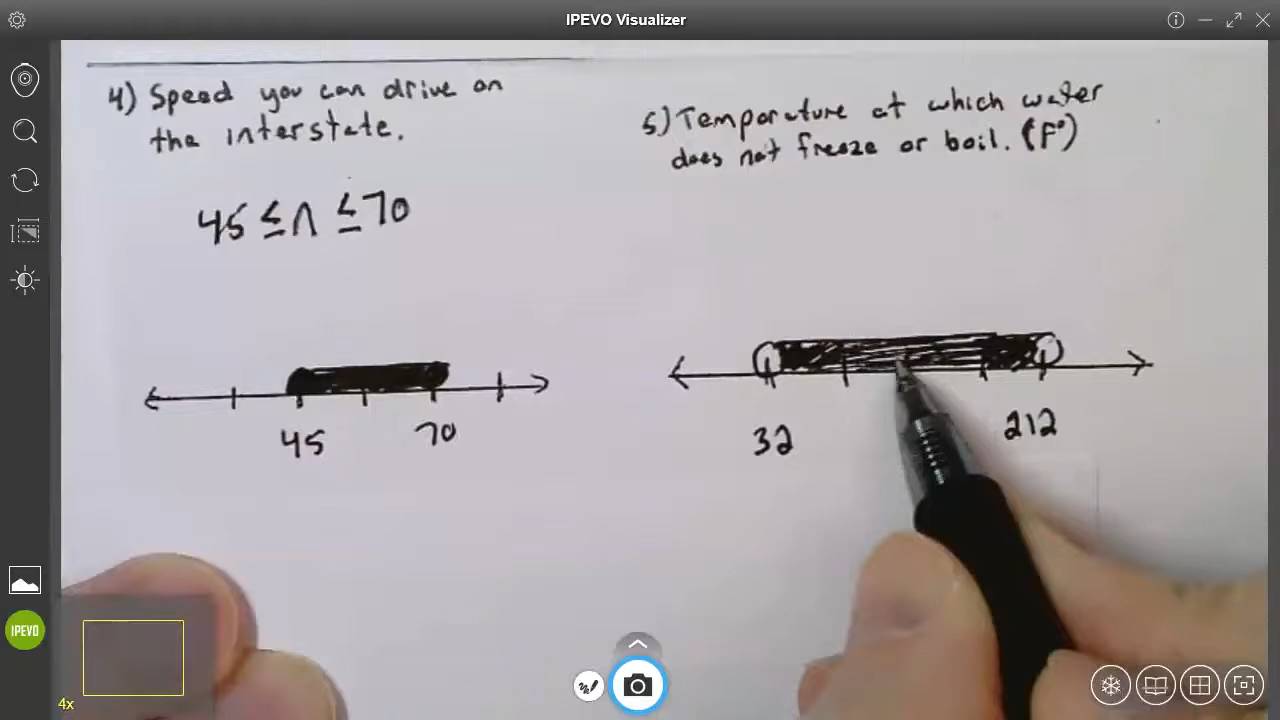 IPEVO Visualizer
4) Speed you can drive on
the interstate.
45 ≤ n ≤ 70
45 70
5) Temperature at which water
does not freeze or boil. (F°)
32 212
IPEVO
4x